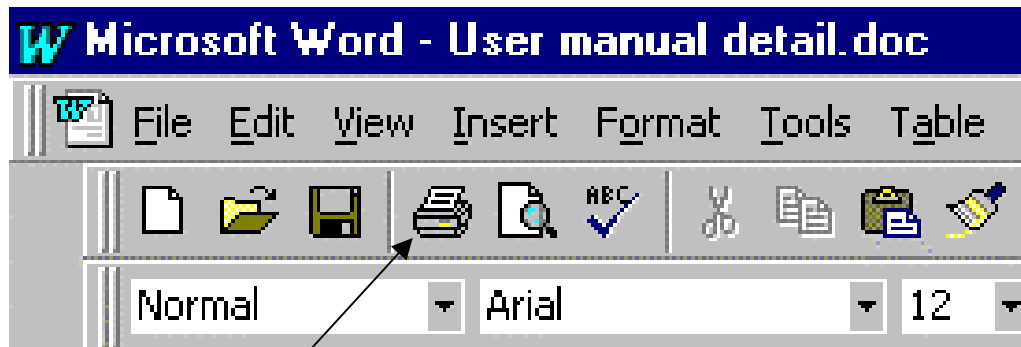 W Microsoft Word - User manual detail.doc
W File Edit View Insert Format Tools Table
ABC
Normal Arial 12